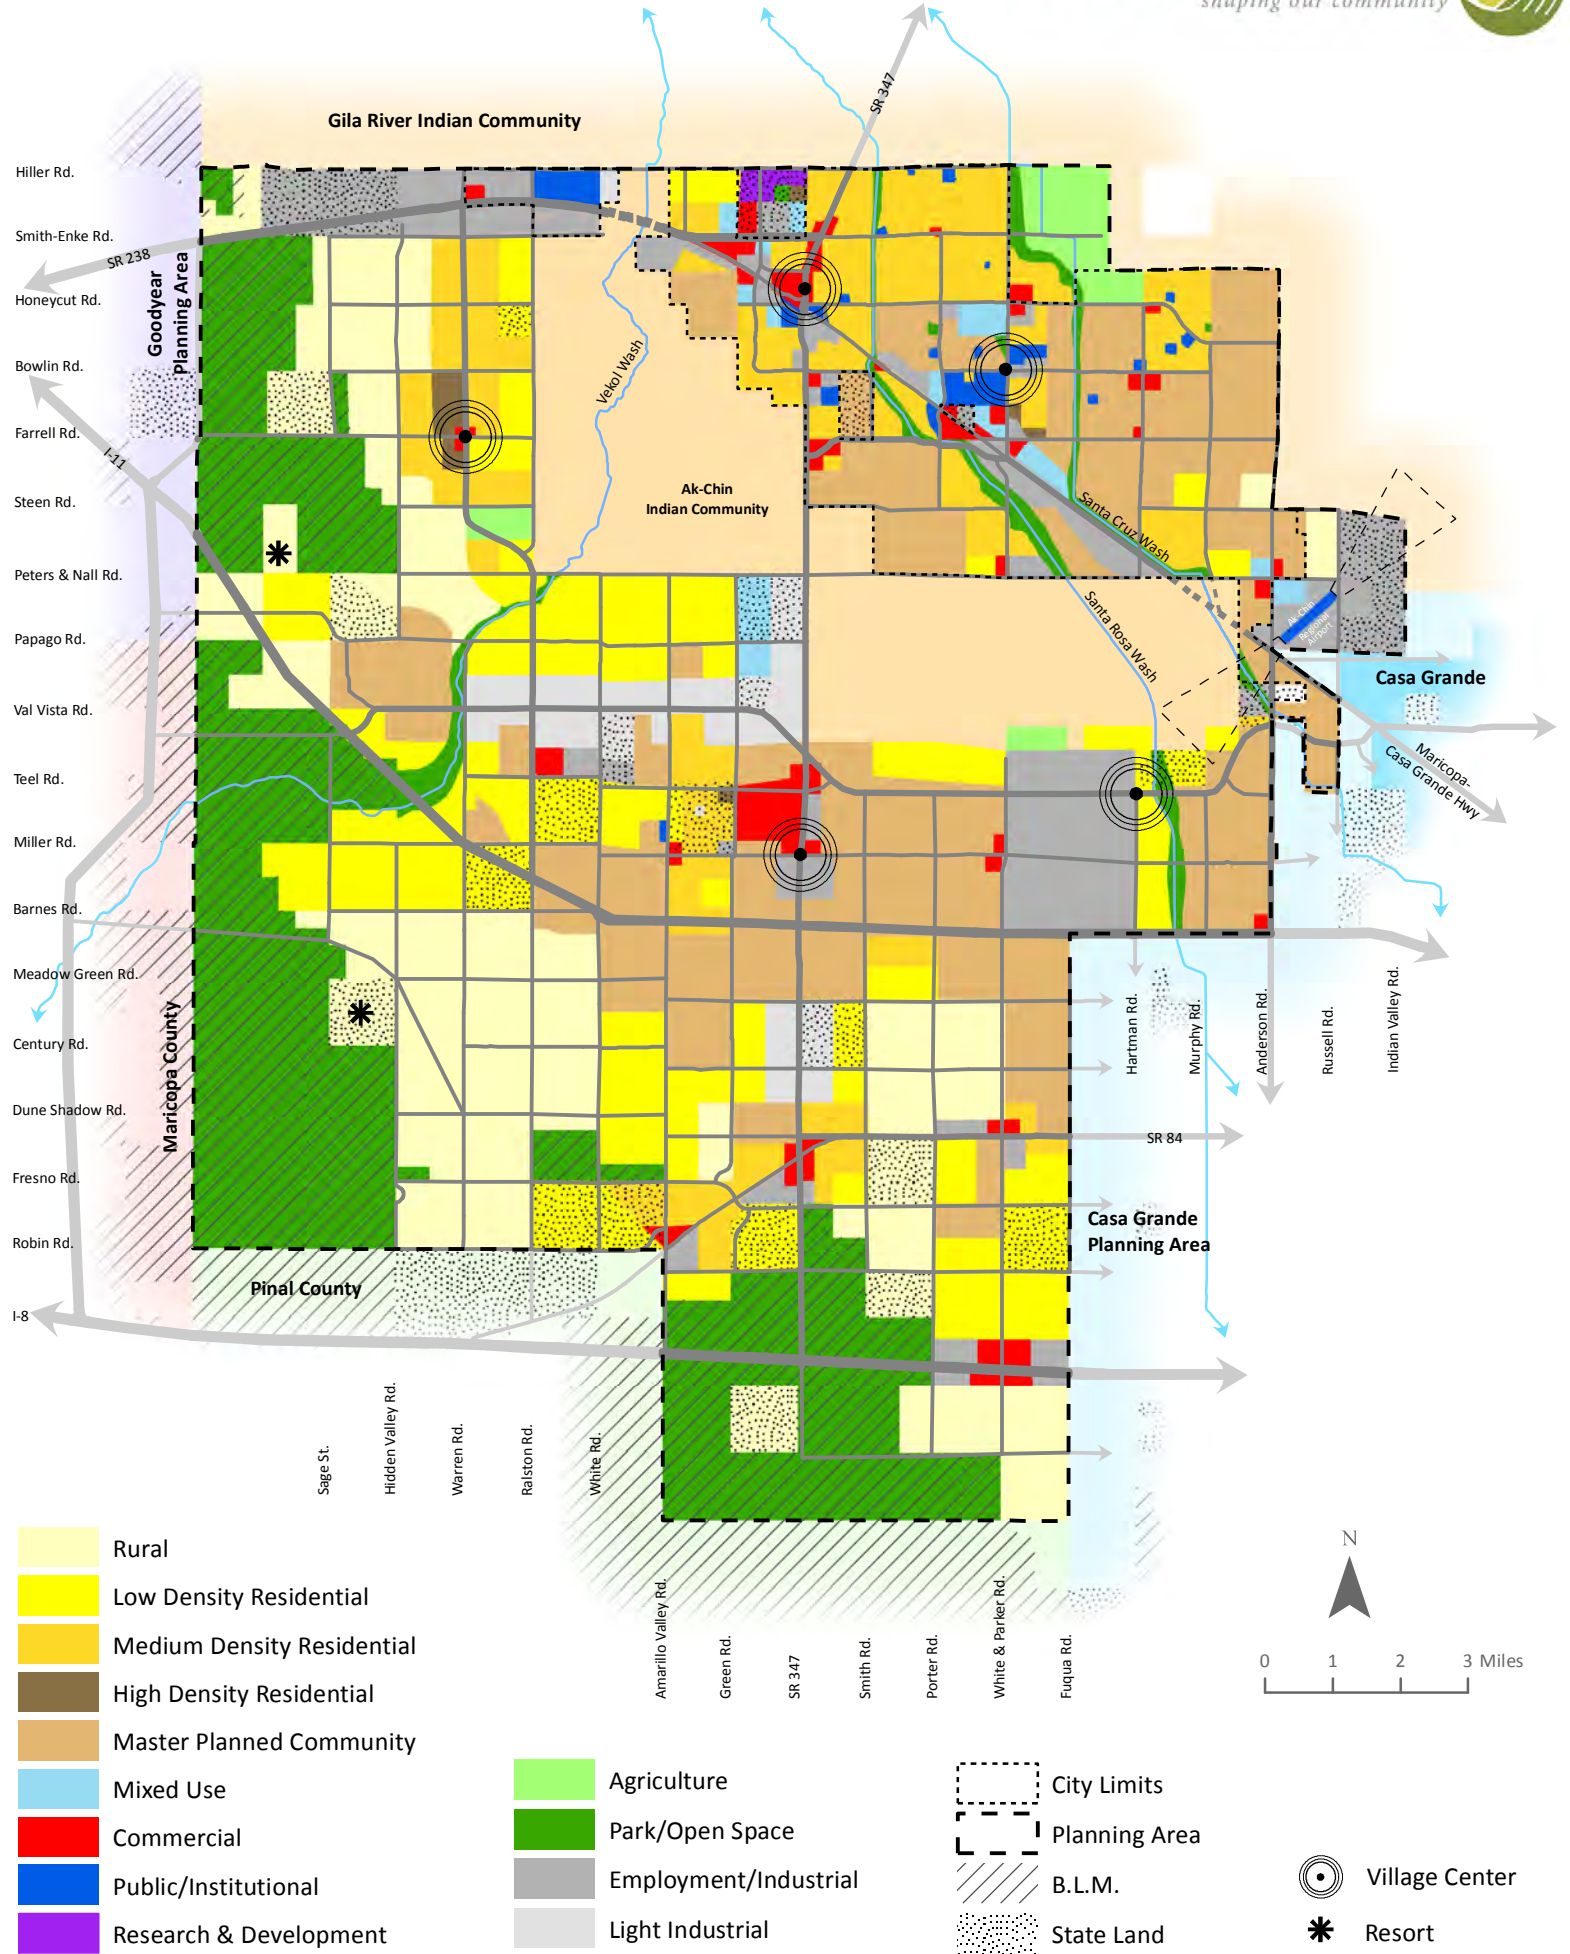 shaping our community
SR 347
Gila River Indian Community
Hiller Rd.
Smith-Enke Rd.
SR 238
Honeycut Rd.
Goodyear
Planning Area
Bowlin Rd.
Vekol Wash
Farrell Rd.
I-11
Ak-Chin
Indian Community
Steen Rd.
Santa Cruz Wash
Peters & Nall Rd.
Santa Rosa Wash
Ak-Chin
Regional
Airport
Papago Rd.
Casa Grande
Val Vista Rd.
Maricopa-
Casa Grande Hwy
Teel Rd.
Miller Rd.
Barnes Rd.
Meadow Green Rd.
Hartman Rd.
Murphy Rd.
Anderson Rd.
Russell Rd.
Indian Valley Rd.
Century Rd.
Maricopa County
Dune Shadow Rd.
SR 84
Fresno Rd.
Casa Grande
Planning Area
Robin Rd.
Pinal County
I-8
Sage St.
Hidden Valley Rd.
Warren Rd.
Ralston Rd.
White Rd.
Amarillo Valley Rd.
Green Rd.
SR 347
Smith Rd.
Porter Rd.
White & Parker Rd.
Fuqua Rd.
N
0 1 2 3 Miles
Rural
Low Density Residential
Medium Density Residential
High Density Residential
Master Planned Community
Mixed Use
Commercial
Public/Institutional
Research & Development
Agriculture
Park/Open Space
Employment/Industrial
Light Industrial
City Limits
Planning Area
B.L.M.
State Land
Village Center
Resort